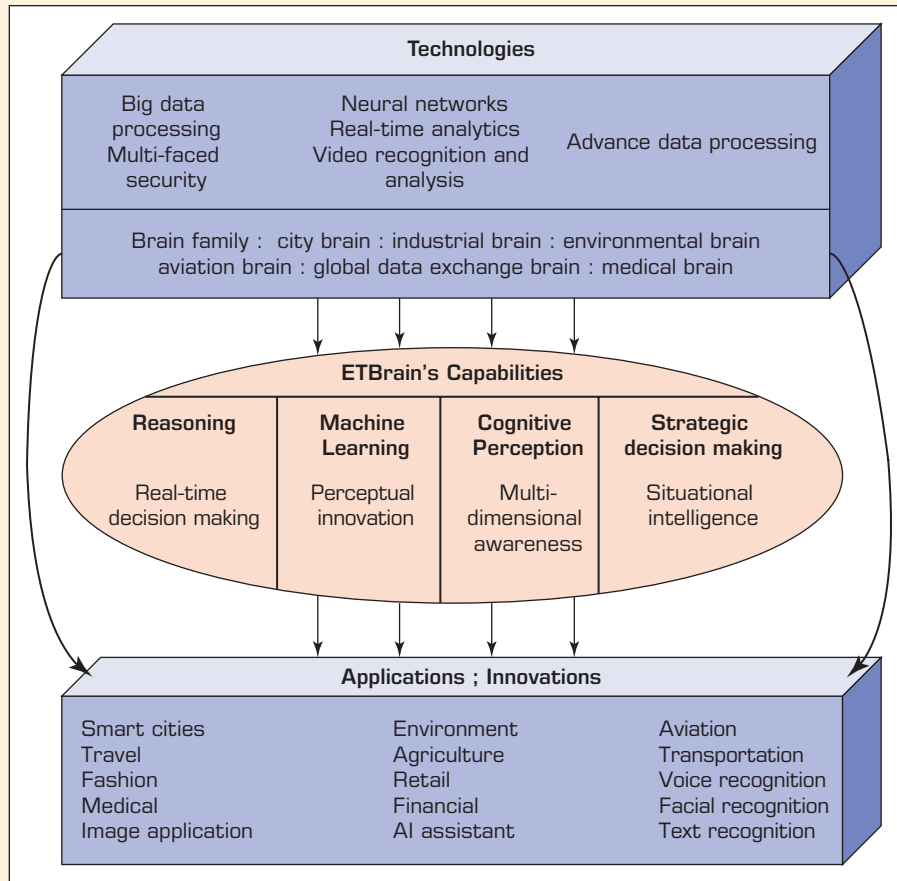 Technologies
Big data
processing
Multi-faced
security
Neural networks
Real-time analytics
Video recognition and
analysis
Advance data processing
Brain family : city brain : industrial brain : environmental brain
aviation brain : global data exchange brain : medical brain
ETBrain's Capabilities
Reasoning
Real-time
decision making
Machine
Learning
Perceptual
innovation
Cognitive
Perception
Multi-
dimensional
awareness
Strategic
decision making
Situational
intelligence
Applications ; Innovations
Smart cities
Travel
Fashion
Medical
Image application
Environment
Agriculture
Retail
Financial
AI assistant
Aviation
Transportation
Voice recognition
Facial recognition
Text recognition